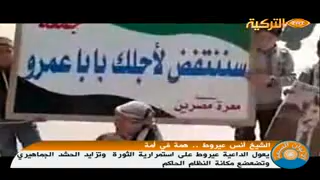 التركية
جمعة
سننتفض لأجلك بابا عمرو
معرة مصرين
الشيخ أنس عيروط .. همة في أمة
يعول الداعية عيروط على استمرارية الثورة وتزايد الحشد الجماهيري
وتضعضع مكانة النظام الحاكم